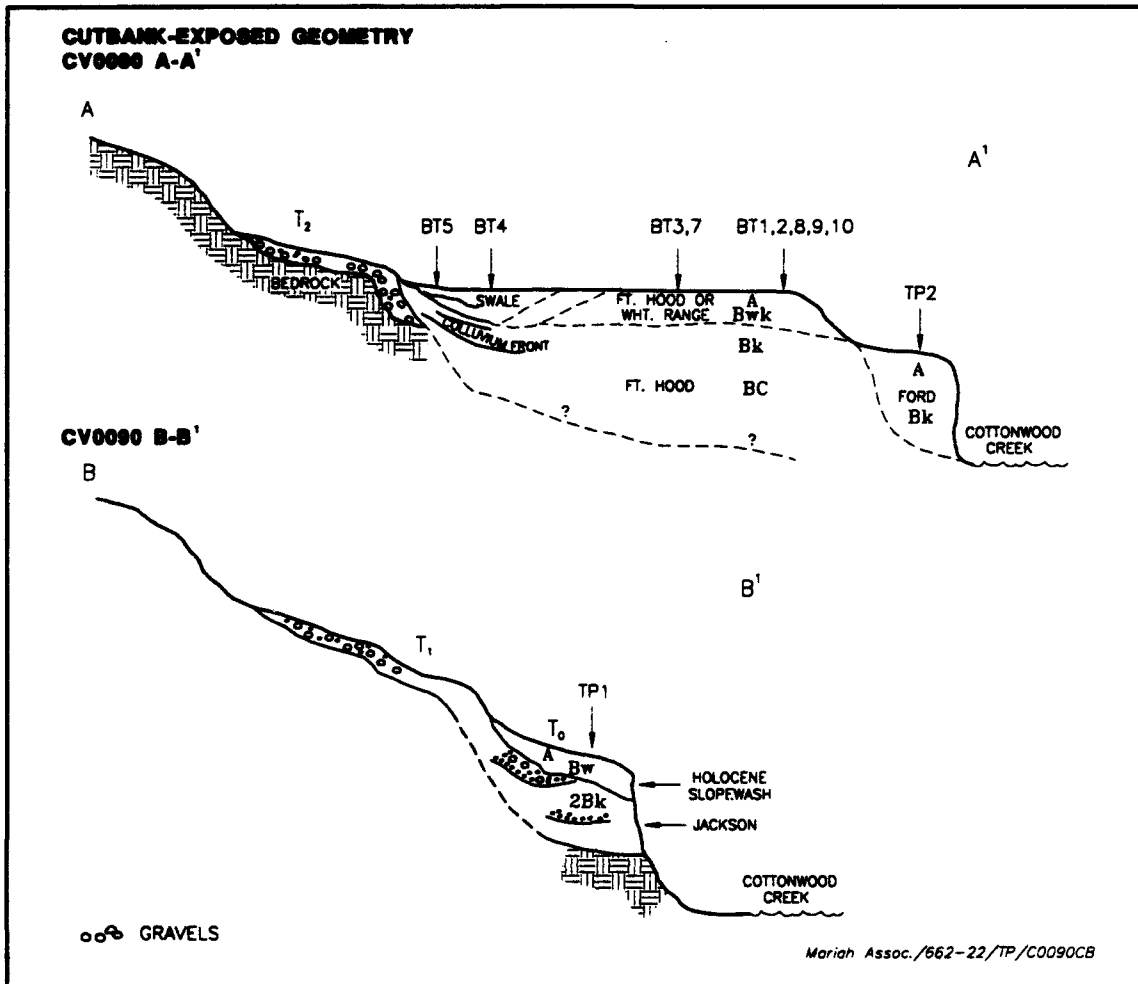 CUTBANK-EXPOSED GEOMETRY
CV0090 A-A'
A
A'
T2
BT5
BT4
BT3,7
BT1,2,8,9,10
TP2
BEDROCK
SWALE
COLLUVIUM FRONT
FT. HOOD OR
WHT. RANGE
A
Bwk
Bk
FT. HOOD
BC
?
?
A
FORD
Bk
COTTONWOOD
CREEK
CV0090 B-B'
B
B'
T1
TP1
T0
A
Bw
2Bk
HOLOCENE
SLOPEWASH
JACKSON
COTTONWOOD
CREEK
GRAVELS
Mariah Assoc./662-22/TP/C0090CB